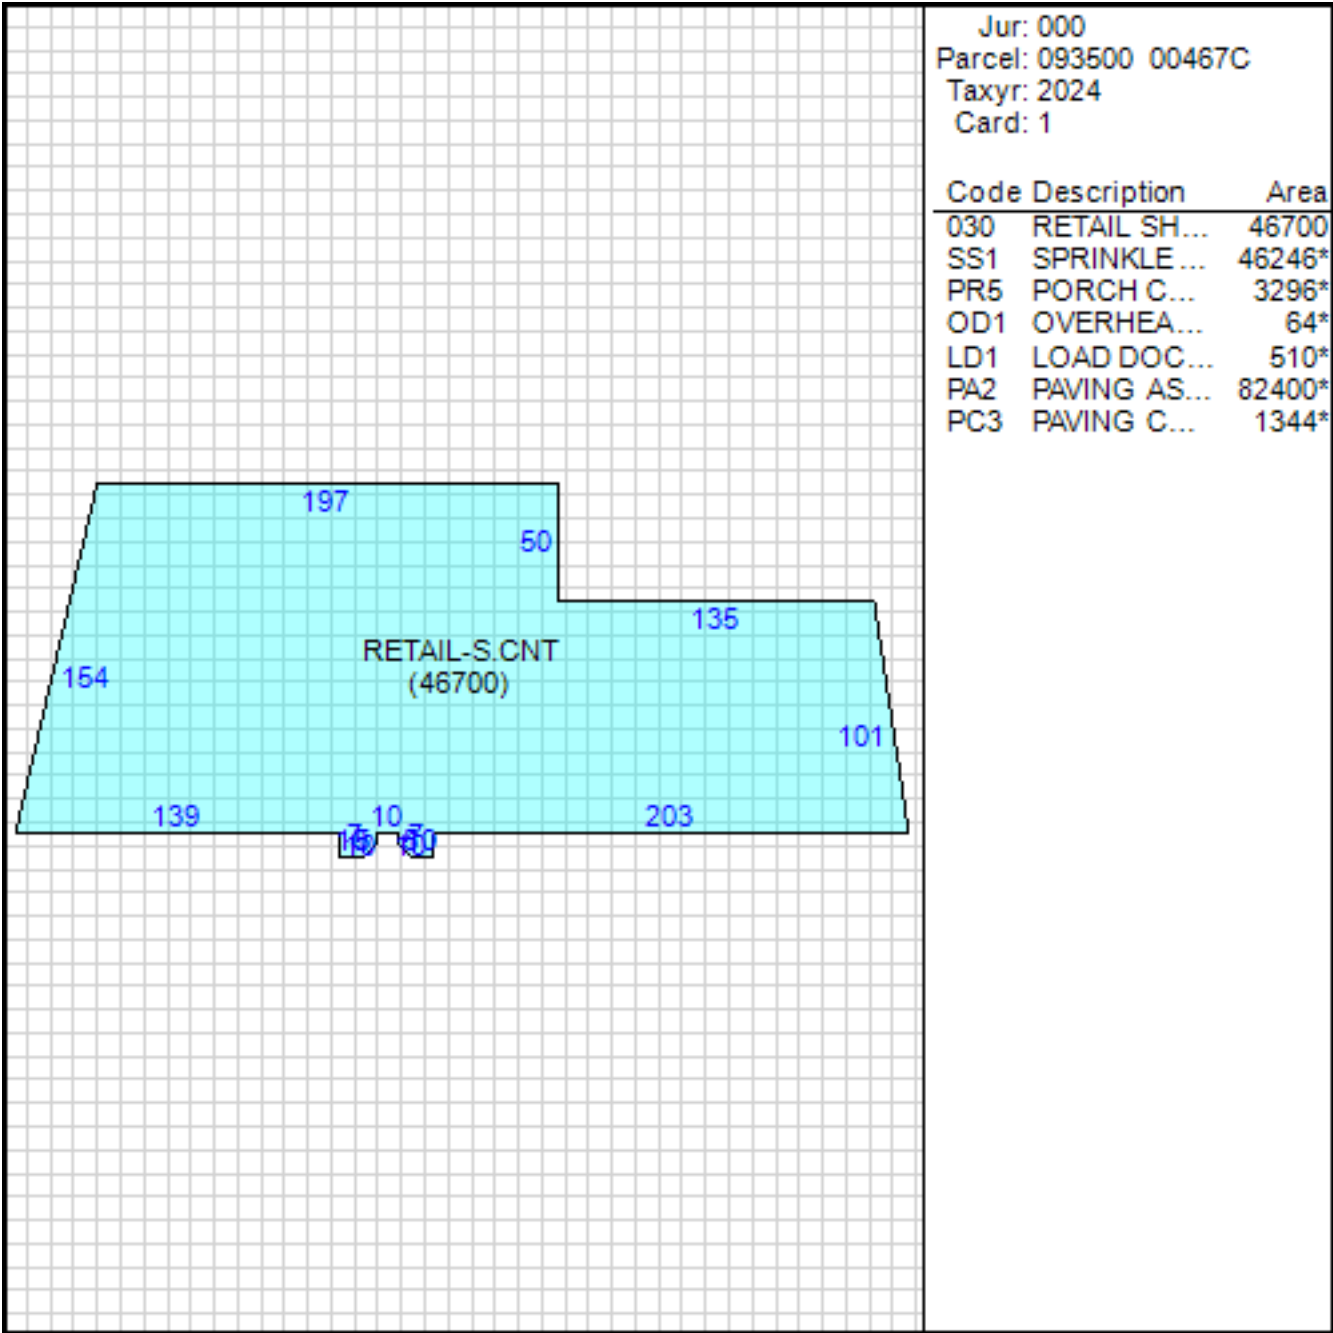 Jur: 000
Parcel: 093500 00467C
Taxyr: 2024
Card: 1
Code Description Area
030 RETAIL SH... 46700
SS1 SPRINKLE ... 46246*
PR5 PORCH C... 3296*
OD1 OVERHEA... 64*
LD1 LOAD DOC... 510*
PA2 PAVING AS... 82400*
PC3 PAVING C... 1344*
197
50
135
RETAIL-S.CNT
(46700)
154
101
139 10 203